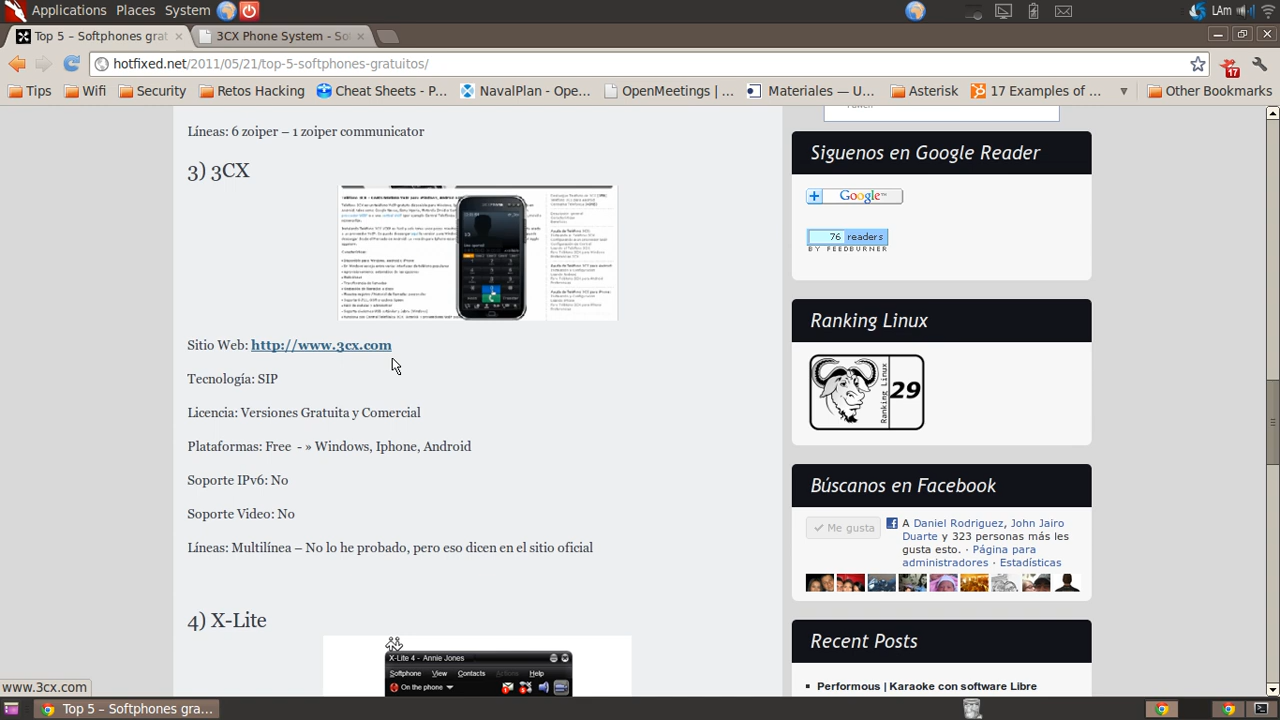 Applications Places System LAm
Top 5 – Softphones grat
3CX Phone System - So
hotfixed.net/2011/05/21/top-5-softphones-gratuitos/
17
Tips Wifi Security Retos Hacking Cheat Sheets - P... NavalPlan - Ope... OpenMeetings |... Materiales — U... Asterisk 17 Examples of ... Other Bookmarks
Líneas: 6 zoiper – 1 zoiper communicator
3) 3CX
Sitio Web: http://www.3cx.com
Tecnología: SIP
Licencia: Versiones Gratuita y Comercial
Plataformas: Free - » Windows, Iphone, Android
Soporte IPv6: No
Soporte Video: No
Líneas: Multilínea – No lo he probado, pero eso dicen en el sitio oficial
4) X-Lite
X-Lite 4 - Annie Jones
Softphone View Contacts Actions Help
On the phone
Siguenos en Google Reader
Google™
76 readers
BY FEEDBURNER
Ranking Linux
Ranking Linux
29
Búscanos en Facebook
Me gusta
A Daniel Rodriguez, John Jairo
Duarte y 323 personas más les
gusta esto. · Página para
administradores · Estadísticas
Recent Posts
Performous | Karaoke con software Libre
www.3cx.com
Top 5 – Softphones gra...